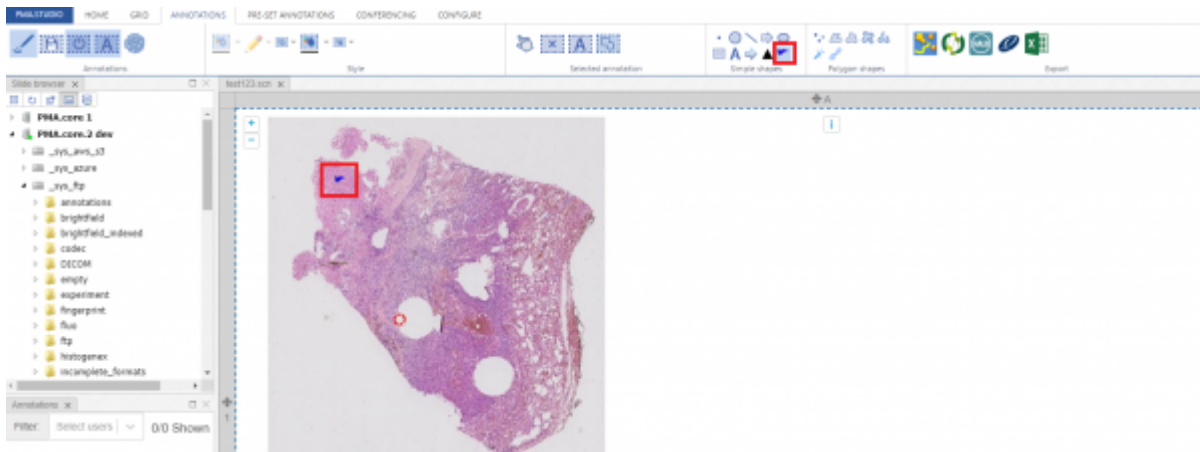 PMA.STUDIO HOME GRID ANNOTATIONS PRE-SET ANNOTATIONS CONFERENCING CONFIGURE
Annotations Style Selected annotation Simple shapes Polygon shapes Export
Slide browser x test123.scn x
A
PMA.core 1
PMA.core.2 dev
_sys_aws_s3
_sys_azure
_sys_ftp
annotations
brightfield
brightfield_indexed
codec
DICOM
empty
experiment
fingerprint
fluo
ftp
histogenex
incomplete_formats
Annotations x
1
Filter: Select users 0/0 Shown